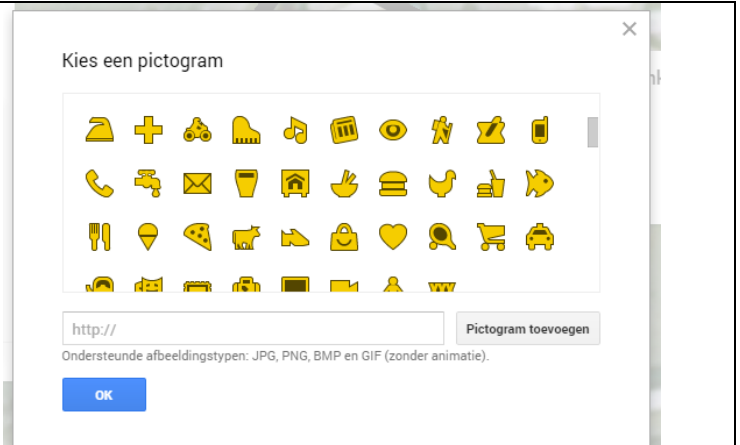 Kies een pictogram
http://
Pictogram toevoegen
Ondersteunde afbeeldingstypen: JPG, PNG, BMP en GIF (zonder animatie).
OK